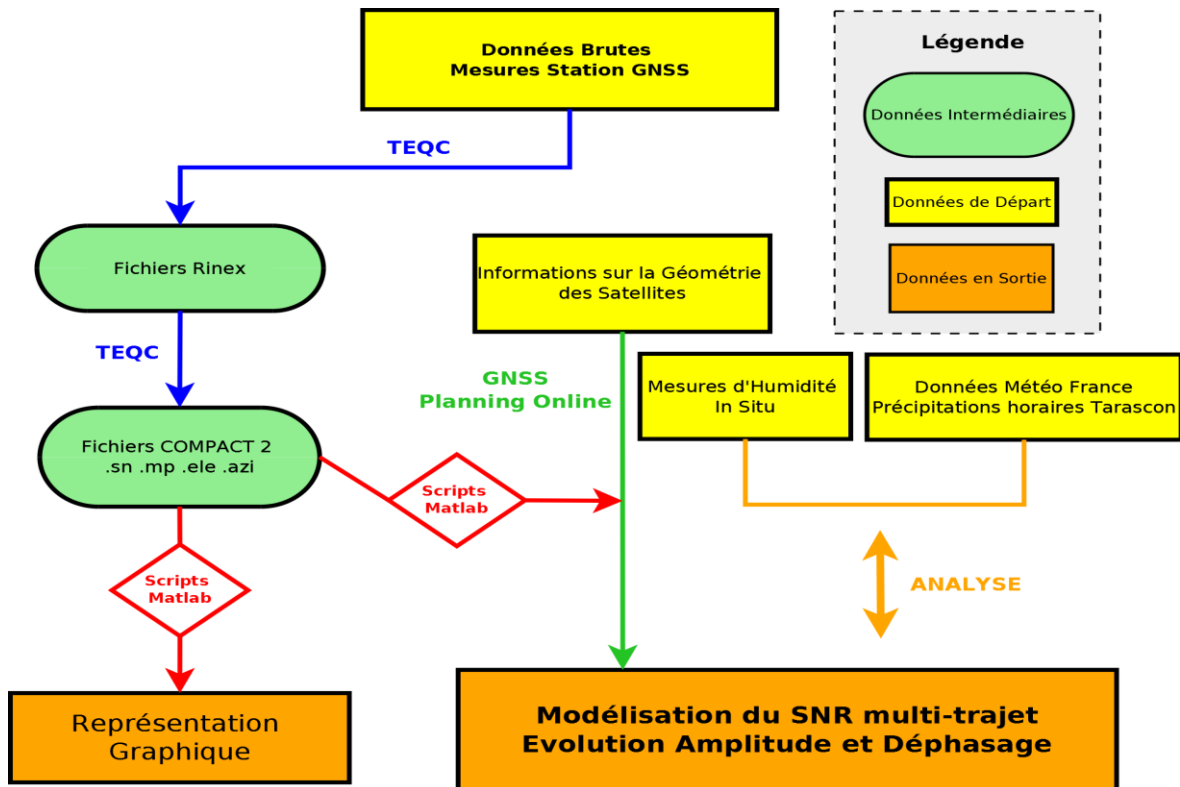 Données Brutes
Mesures Station GNSS
Légende
Données Intermédiaires
Données de Départ
Données en Sortie
TEQC
Fichiers Rinex
Informations sur la Géométrie
des Satellites
TEQC
GNSS
Planning Online
Mesures d'Humidité
In Situ
Données Météo France
Précipitations horaires Tarascon
Fichiers COMPACT 2
.sn .mp .ele .azi
Scripts
Matlab
Scripts
Matlab
ANALYSE
Représentation
Graphique
Modélisation du SNR multi-trajet
Evolution Amplitude et Déphasage